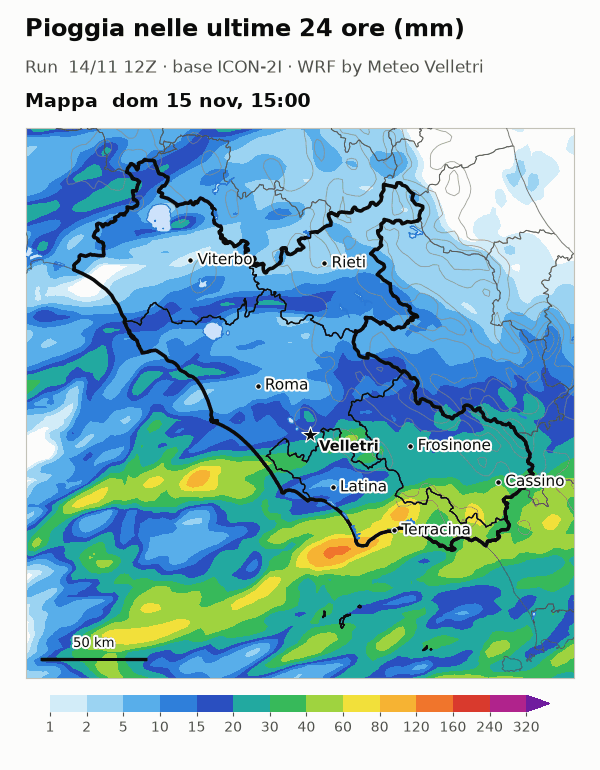 Pioggia nelle ultime 24 ore (mm)
Run  14/11 12Z · base ICON-2I · WRF by Meteo Velletri
Mappa  dom 15 nov, 15:00
Viterbo
Rieti
Roma
Velletri
Frosinone
Latina
Cassino
Terracina
50 km
1 2 5 10 15 20 30 40 60 80 120 160 240 320